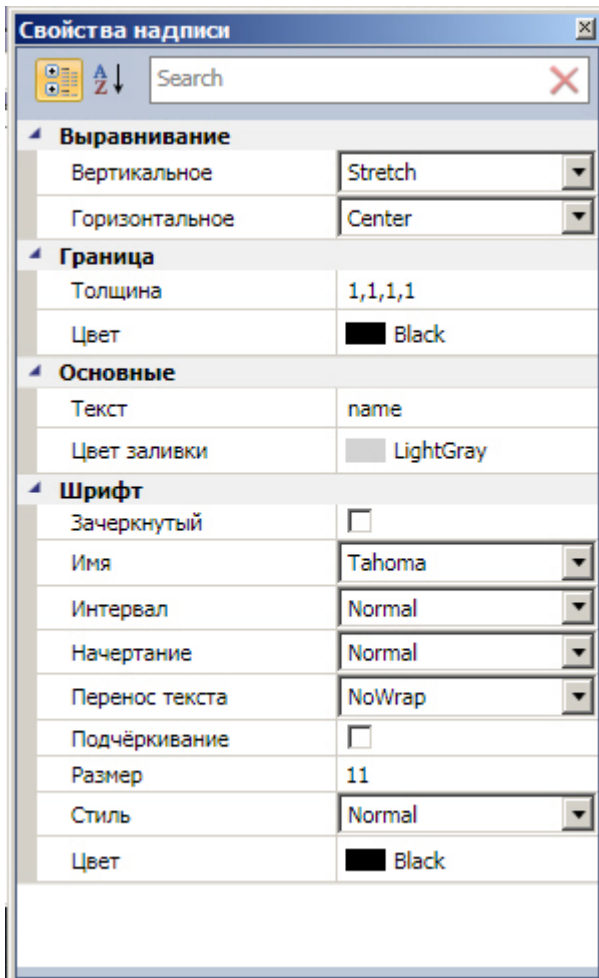 Свойства надписи
Search
Выравнивание
Вертикальное Stretch
Горизонтальное Center
Граница
Толщина 1,1,1,1
Цвет Black
Основные
Текст name
Цвет заливки LightGray
Шрифт
Зачеркнутый
Имя Tahoma
Интервал Normal
Начертание Normal
Перенос текста NoWrap
Подчёркивание
Размер 11
Стиль Normal
Цвет Black